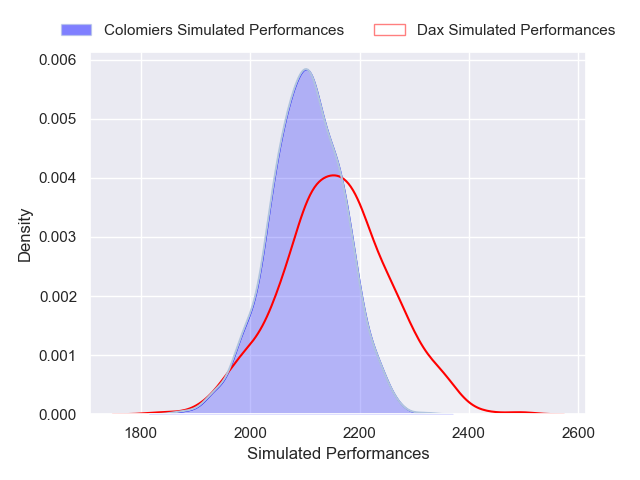 Colomiers Simulated Performances Dax Simulated Performances
0.006
0.005
0.004
0.003
0.002
0.001
0.000
Density
1800 2000 2200 2400 2600
Simulated Performances